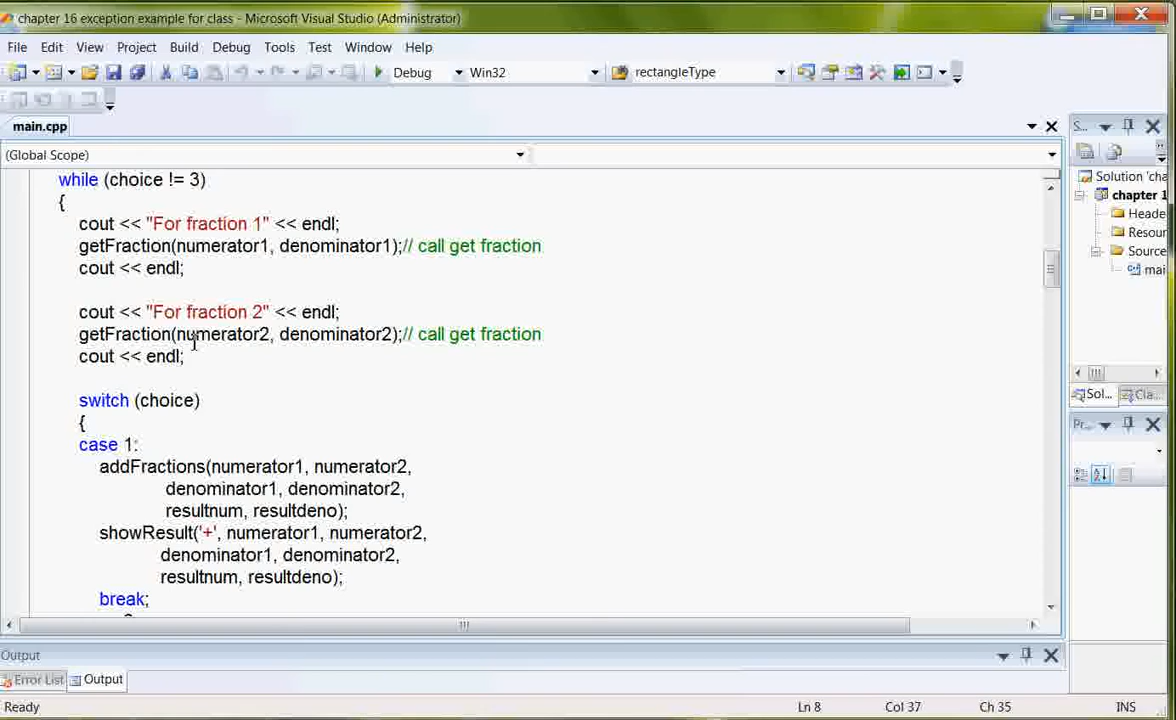 chapter 16 exception example for class - Microsoft Visual Studio (Administrator)
File Edit View Project Build Debug Tools Test Window Help
Debug Win32 rectangleType
main.cpp
(Global Scope)
while (choice != 3)
{
cout << "For fraction 1" << endl;
getFraction(numerator1, denominator1);// call get fraction
cout << endl;
cout << "For fraction 2" << endl;
getFraction(numerator2, denominator2);// call get fraction
cout << endl;
switch (choice)
{
case 1:
addFractions(numerator1, numerator2,
denominator1, denominator2,
resultnum, resultdeno);
showResult('+', numerator1, numerator2,
denominator1, denominator2,
resultnum, resultdeno);
break;
S...
Solution 'cha
chapter 1
Heade
Resour
Source
mai
Sol... Cla...
Pr...
Output
Error List Output
Ready Ln 8 Col 37 Ch 35 INS